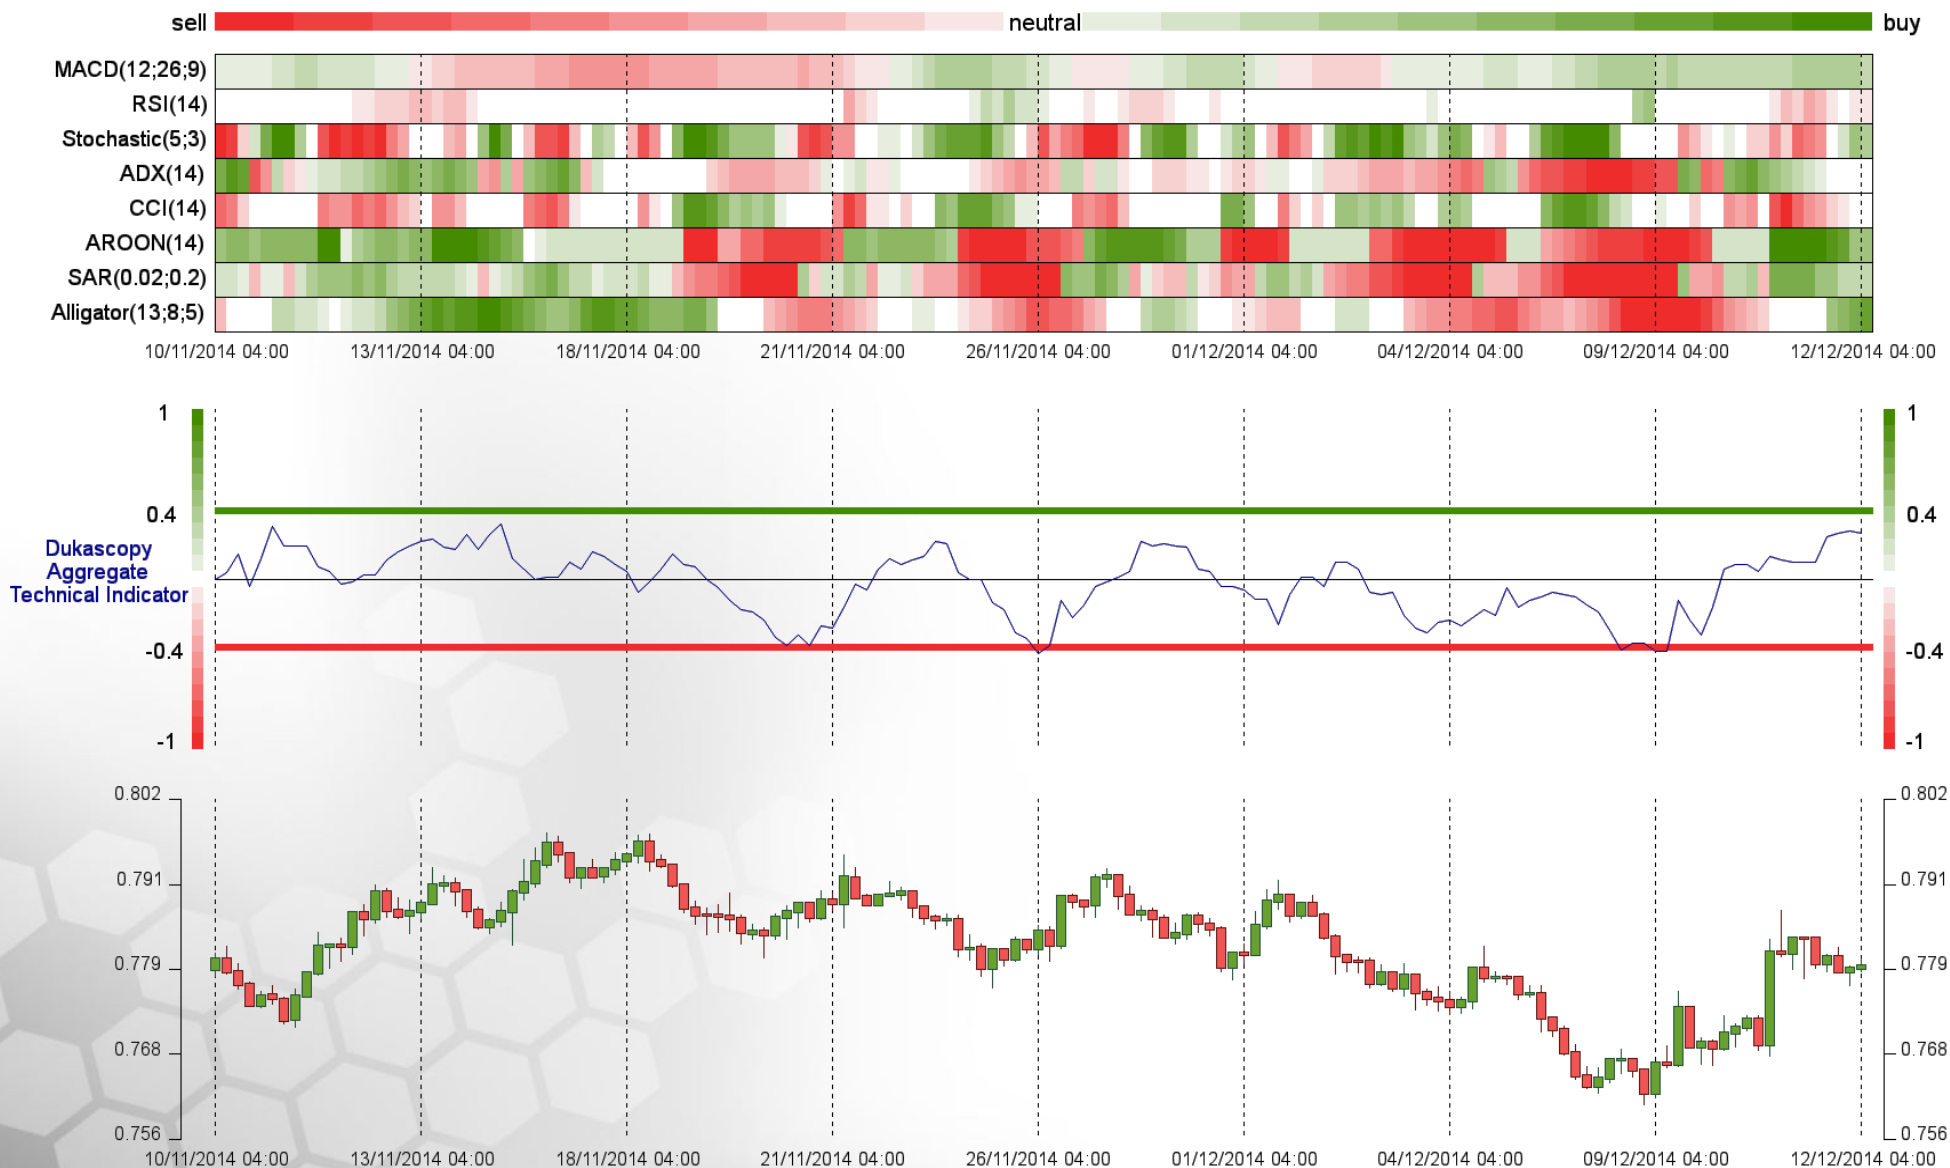 sell neutral buy
MACD(12;26;9)
RSI(14)
Stochastic(5;3)
ADX(14)
CCI(14)
AROON(14)
SAR(0.02;0.2)
Alligator(13;8;5)
10/11/2014 04:00 13/11/2014 04:00 18/11/2014 04:00 21/11/2014 04:00 26/11/2014 04:00 01/12/2014 04:00 04/12/2014 04:00 09/12/2014 04:00 12/12/2014 04:00
1 1
0.4 0.4
Dukascopy
Aggregate
Technical Indicator
-0.4 -0.4
-1 -1
0.802 0.802
0.791 0.791
0.779 0.779
0.768 0.768
0.756 0.756
10/11/2014 04:00 13/11/2014 04:00 18/11/2014 04:00 21/11/2014 04:00 26/11/2014 04:00 01/12/2014 04:00 04/12/2014 04:00 09/12/2014 04:00 12/12/2014 04:00